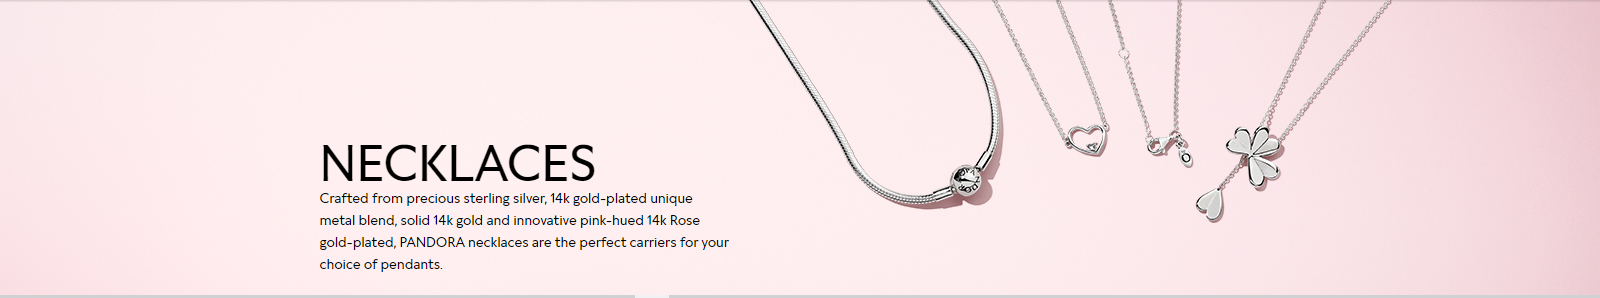 NECKLACES
Crafted from precious sterling silver, 14k gold-plated unique
metal blend, solid 14k gold and innovative pink-hued 14k Rose
gold-plated, PANDORA necklaces are the perfect carriers for your
choice of pendants.